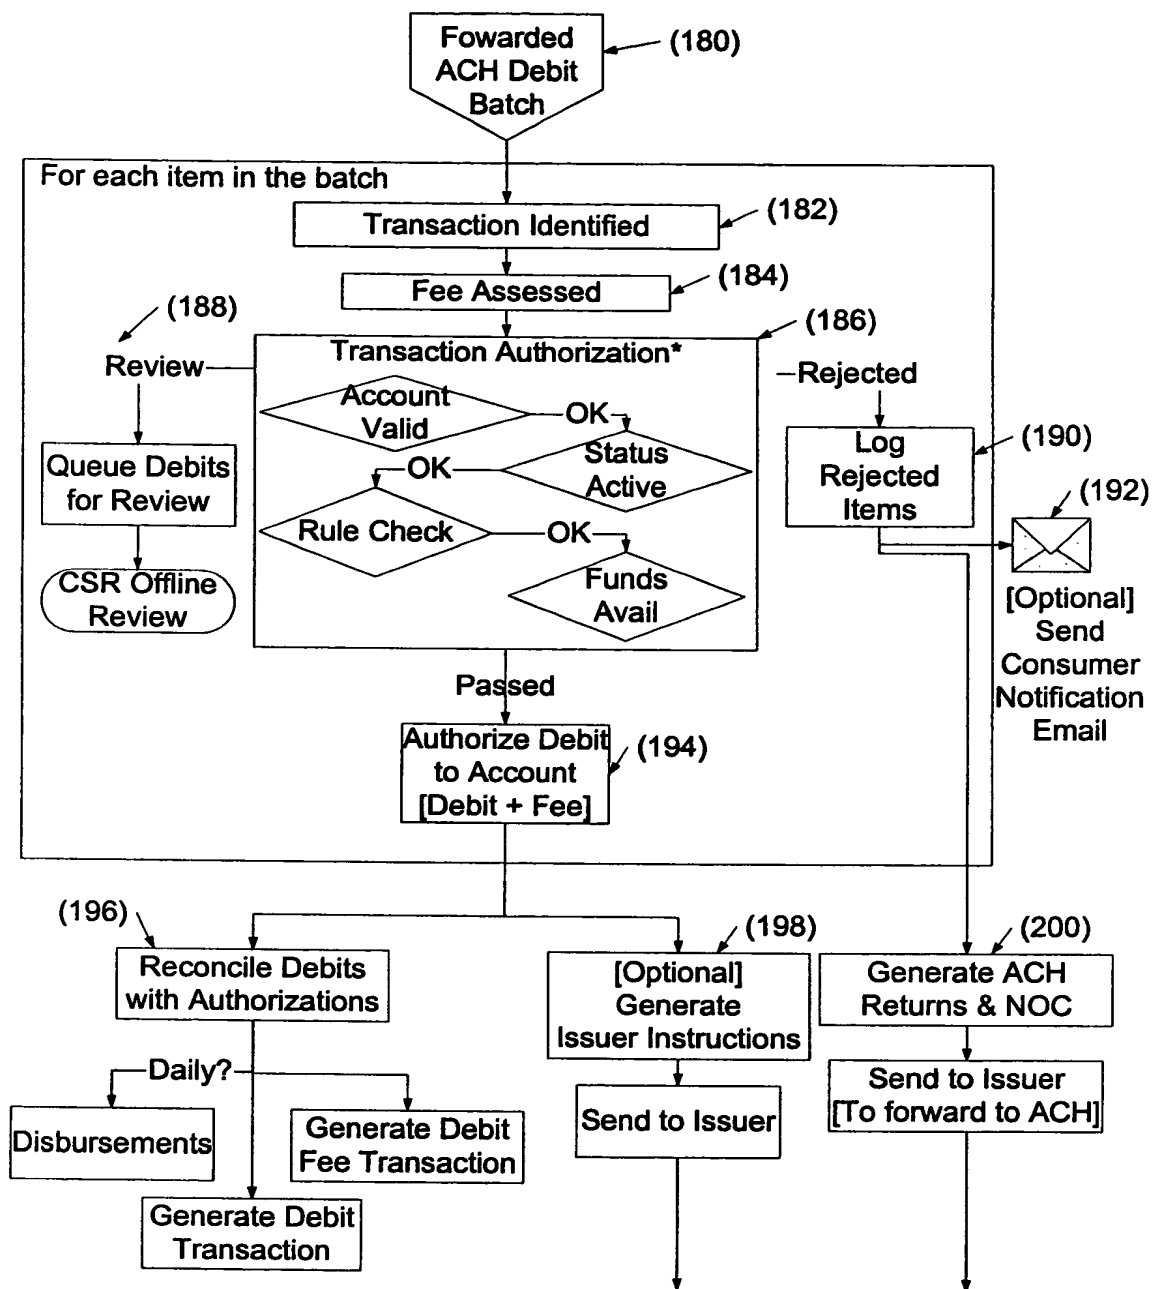 Fowarded
ACH Debit
Batch
(180)
For each item in the batch
Transaction Identified
(182)
Fee Assessed
(184)
(188)
Review
Transaction Authorization*
(186)
Rejected
Account
Valid
OK
Status
Active
OK
Rule Check
OK
Funds
Avail
Queue Debits
for Review
CSR Offline
Review
Log
Rejected
Items
(190)
(192)
[Optional]
Send
Consumer
Notification
Email
Passed
Authorize Debit
to Account
[Debit + Fee]
(194)
(196)
Reconcile Debits
with Authorizations
(198)
[Optional]
Generate
Issuer Instructions
(200)
Generate ACH
Returns & NOC
Daily?
Disbursements
Generate Debit
Fee Transaction
Generate Debit
Transaction
Send to Issuer
Send to Issuer
[To forward to ACH]